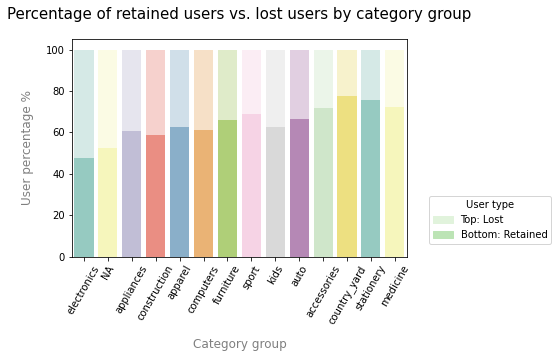 Percentage of retained users vs. lost users by category group
User percentage %
100
80
60
40
20
0
electronics
NA
appliances
construction
apparel
computers
furniture
sport
kids
auto
accessories
country_yard
stationery
medicine
Category group
User type
Top: Lost
Bottom: Retained